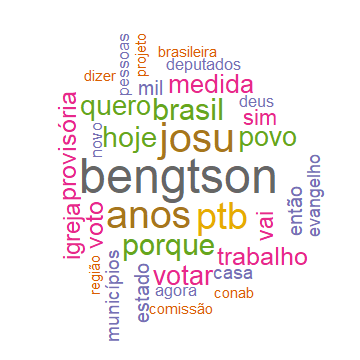 pessoas
projeto
brasileira
dizer
deputados
mil
medida
quero
brasil
deus
sim
provisória
novo
hoje
josu
povo
bengtson
igreja
voto
anos
ptb
vai
então
evangelho
porque
trabalho
região
municípios
estado
votar
casa
agora
conab
comissão